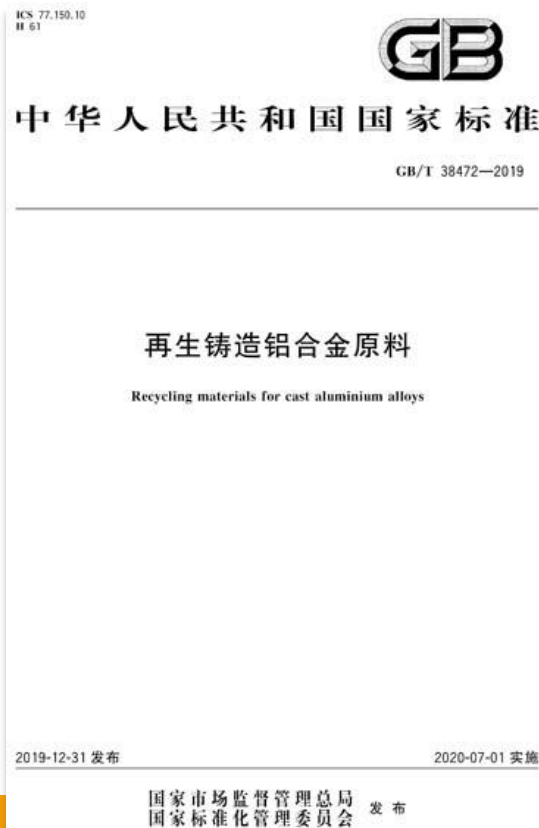 ICS 77.150.10
H 61
GB
中华人民共和国国家标准
GB/T 38472—2019
再生铸造铝合金原料
Recycling materials for cast aluminium alloys
2019-12-31 发布
2020-07-01 实施
国家市场监督管理总局
国家标准化管理委员会
发布